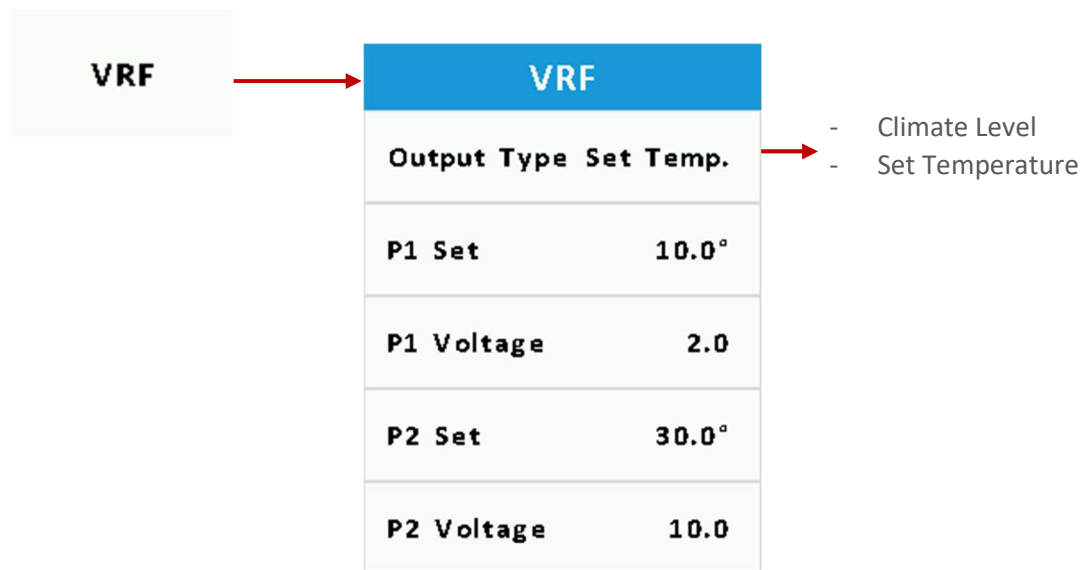 VRF
VRF
Output Type Set Temp.
- Climate Level
- Set Temperature
P1 Set 10.0°
P1 Voltage 2.0
P2 Set 30.0°
P2 Voltage 10.0